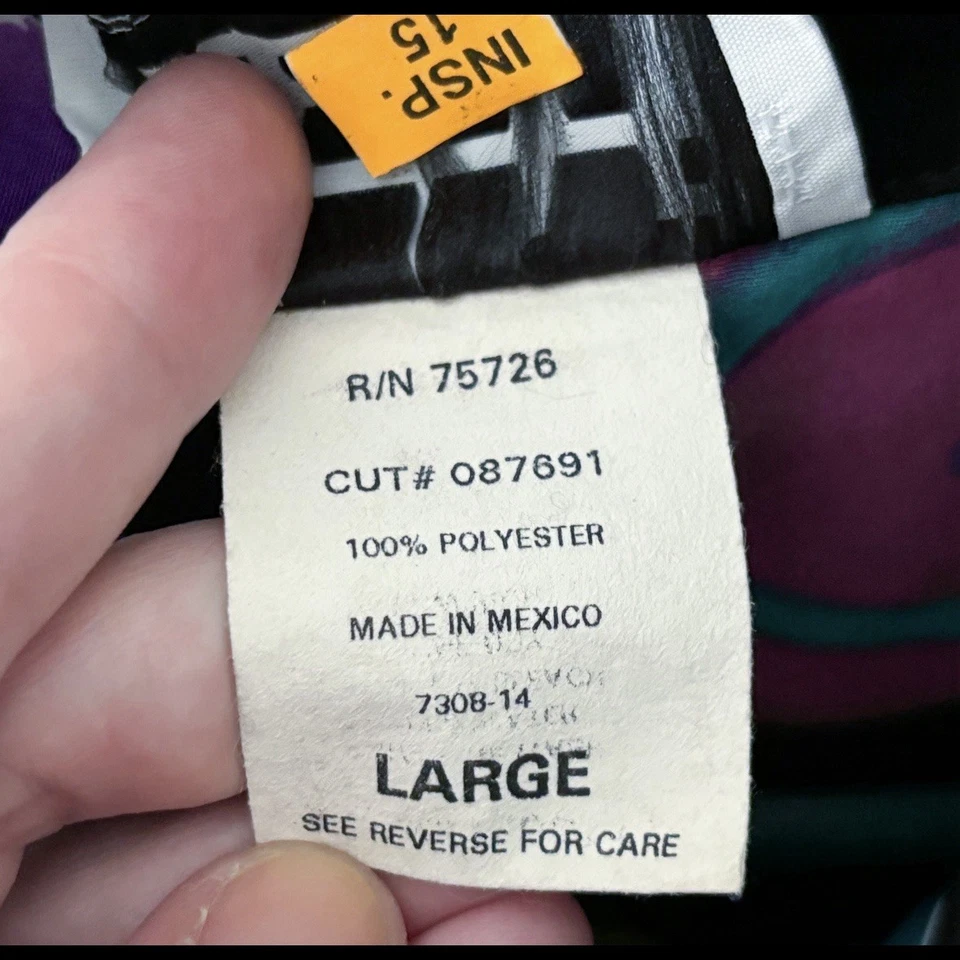 INSP.
15
R/N 75726
CUT# 087691
100% POLYESTER
MADE IN MEXICO
7308-14
LARGE
SEE REVERSE FOR CARE